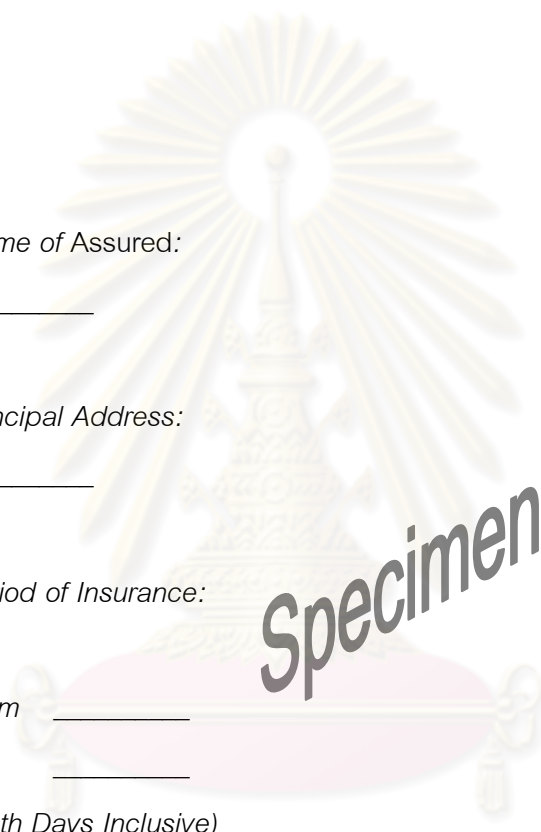 me of Assured:
ncipal Address:
iod of Insurance:
Specimen
m
th Days Inclusive)